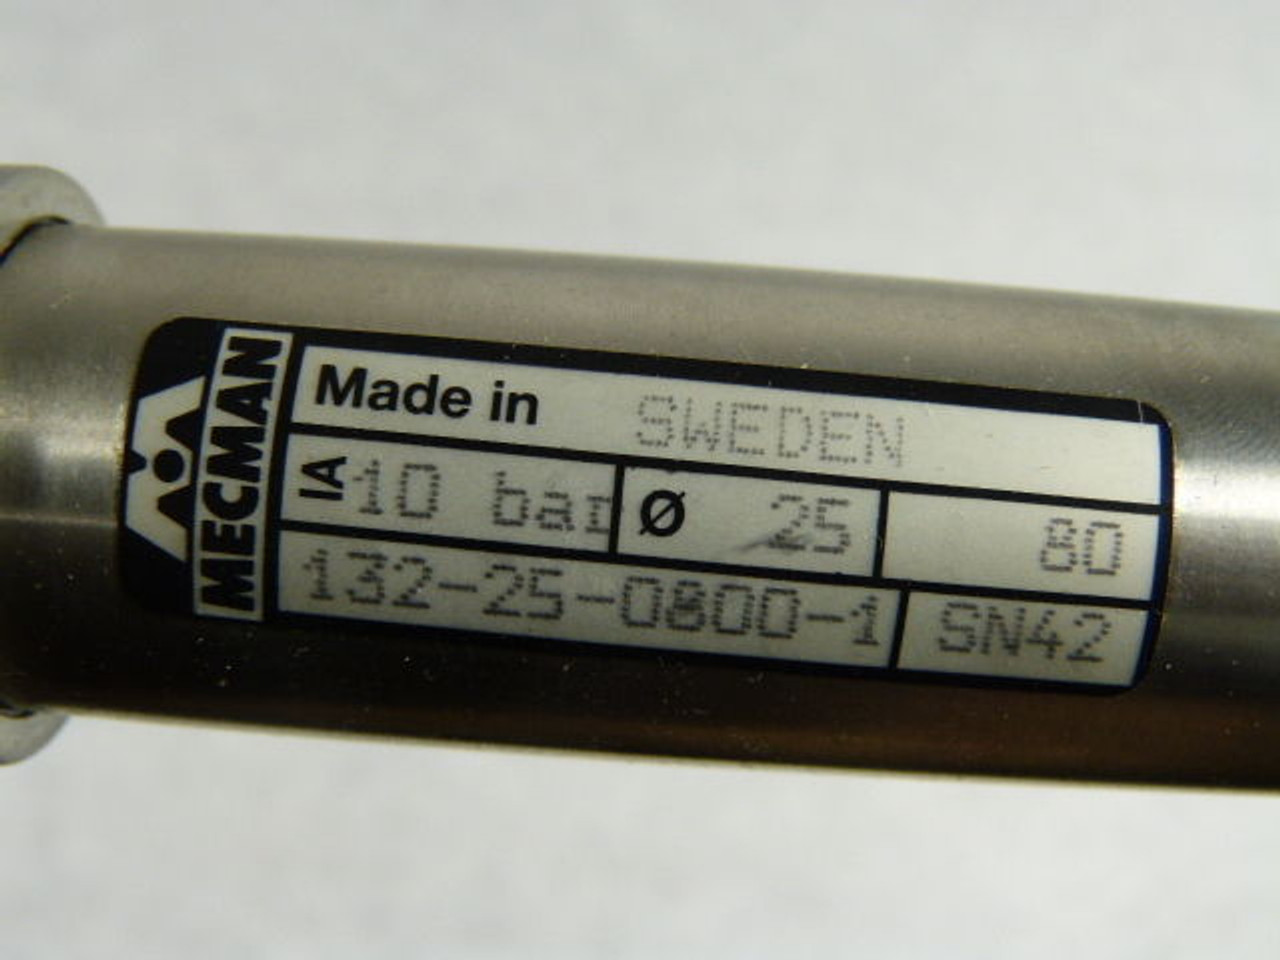 MECMAN
Made in SWEDEN
IA 10 bar Ø 25 80
132-25-0800-1 SN42